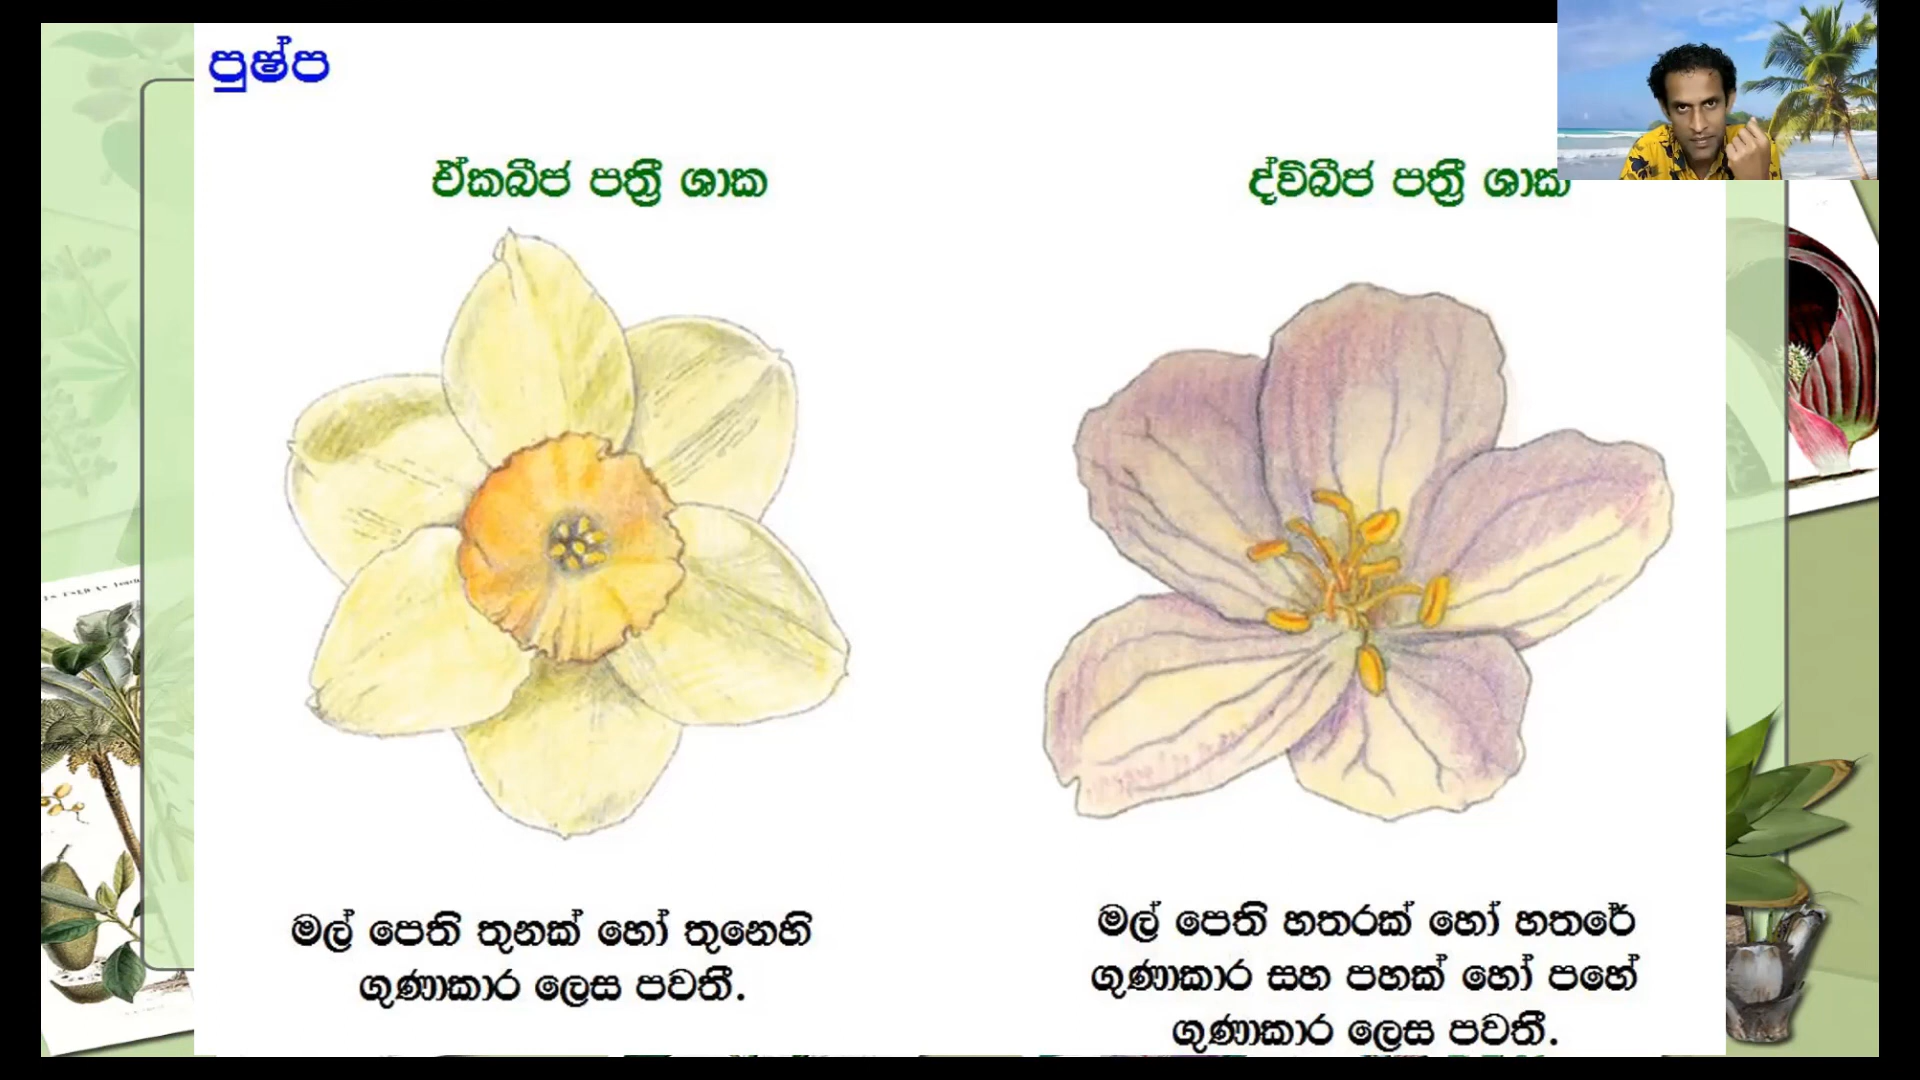 පුෂ්ප
ඒකබීජ පත්‍රී ශාක
ද්විබීජ පත්‍රී ශාක
මල් පෙති තුනක් හෝ තුනෙහි
ගුණාකාර ලෙස පවතී.
මල් පෙති හතරක් හෝ හතරේ
ගුණාකාර සහ පහක් හෝ පහේ
ගුණාකාර ලෙස පවතී.